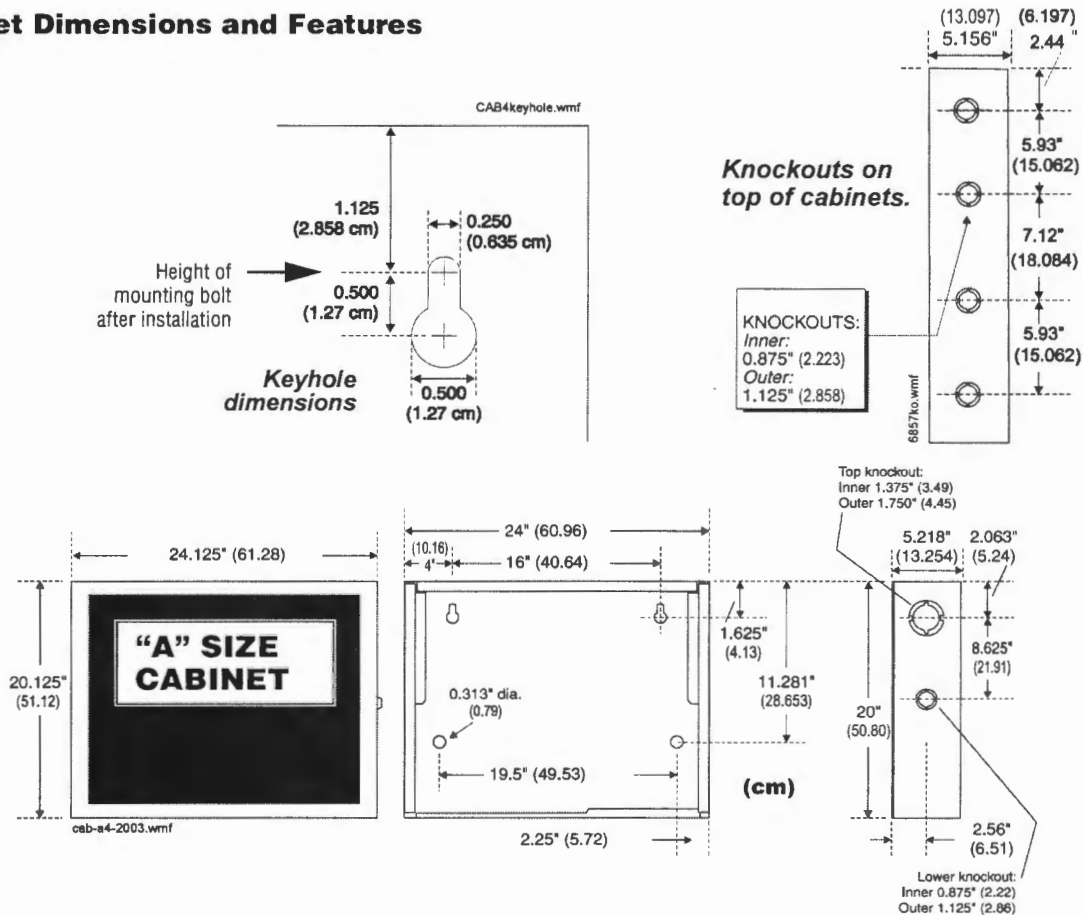 et Dimensions and Features
CAB4keyhole.wmf
1.125
(2.858 cm)
0.250
(0.635 cm)
Height of
mounting bolt
after installation
0.500
(1.27 cm)
Keyhole
dimensions
0.500
(1.27 cm)
(13.097)
5.156"
(6.197)
2.44 "
Knockouts on
top of cabinets.
5.93"
(15.062)
7.12"
(18.084)
5.93"
(15.062)
KNOCKOUTS:
Inner:
0.875" (2.223)
Outer:
1.125" (2.858)
6857ko.wmf
24.125" (61.28)
20.125"
(51.12)
"A" SIZE
CABINET
cab-a4-2003.wmf
24" (60.96)
(10.16)
4"
16" (40.64)
1.625"
(4.13)
11.281"
(28.653)
0.313" dia.
(0.79)
19.5" (49.53)
2.25" (5.72)
(cm)
Top knockout:
Inner 1.375" (3.49)
Outer 1.750" (4.45)
5.218"
(13.254)
2.063"
(5.24)
8.625"
(21.91)
20"
(50.80)
2.56"
(6.51)
Lower knockout:
Inner 0.875" (2.22)
Outer 1.125" (2.86)